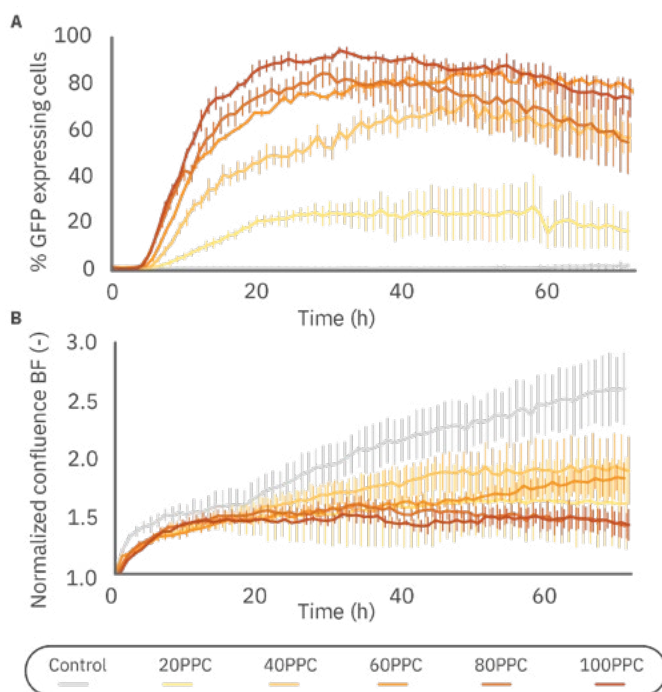 A
% GFP expressing cells
100
80
60
40
20
0
0 20 40 60
Time (h)
B
Normalized confluence BF (-)
3.0
2.5
2.0
1.5
1.0
0 20 40 60
Time (h)
Control 20PPC 40PPC 60PPC 80PPC 100PPC